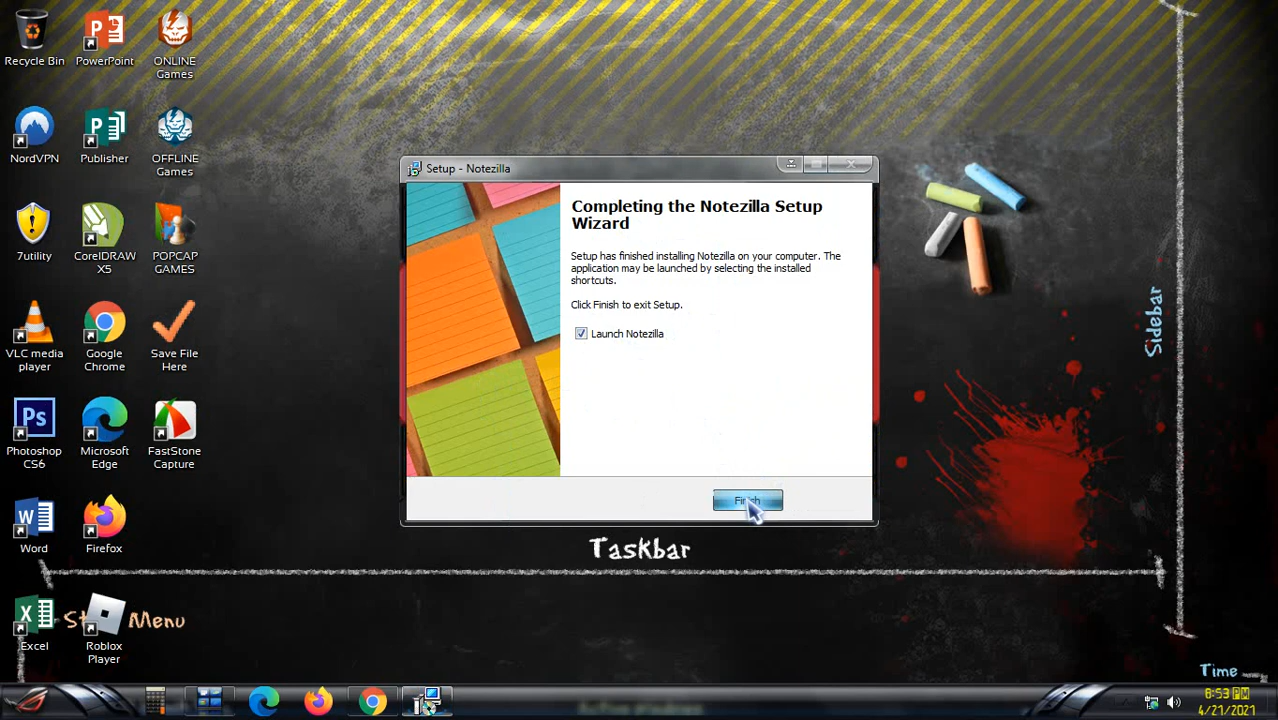 Recycle Bin
PowerPoint
ONLINE
Games
NordVPN
Publisher
OFFLINE
Games
7utility
CorelDRAW
X5
POPCAP
GAMES
VLC media
player
Google
Chrome
Save File
Here
Photoshop
CS6
Microsoft
Edge
FastStone
Capture
Word
Firefox
Excel
Roblox
Player
Setup - Notezilla
Completing the Notezilla Setup
Wizard
Setup has finished installing Notezilla on your computer. The
application may be launched by selecting the installed
shortcuts.
Click Finish to exit Setup.
Launch Notezilla
Finish
Taskbar
Sidebar
Menu
Time
8:53 PM
4/21/2021